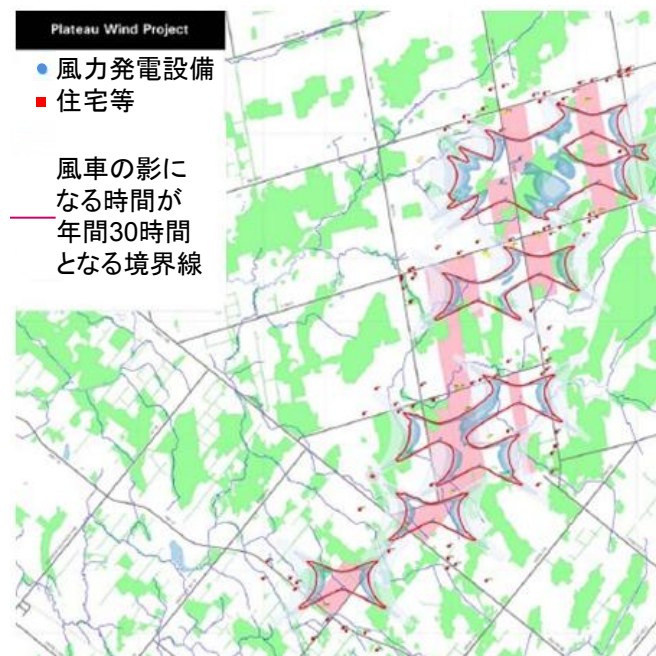 Plateau Wind Project
風力発電設備
住宅等
風車の影に
なる時間が
年間30時間
となる境界線